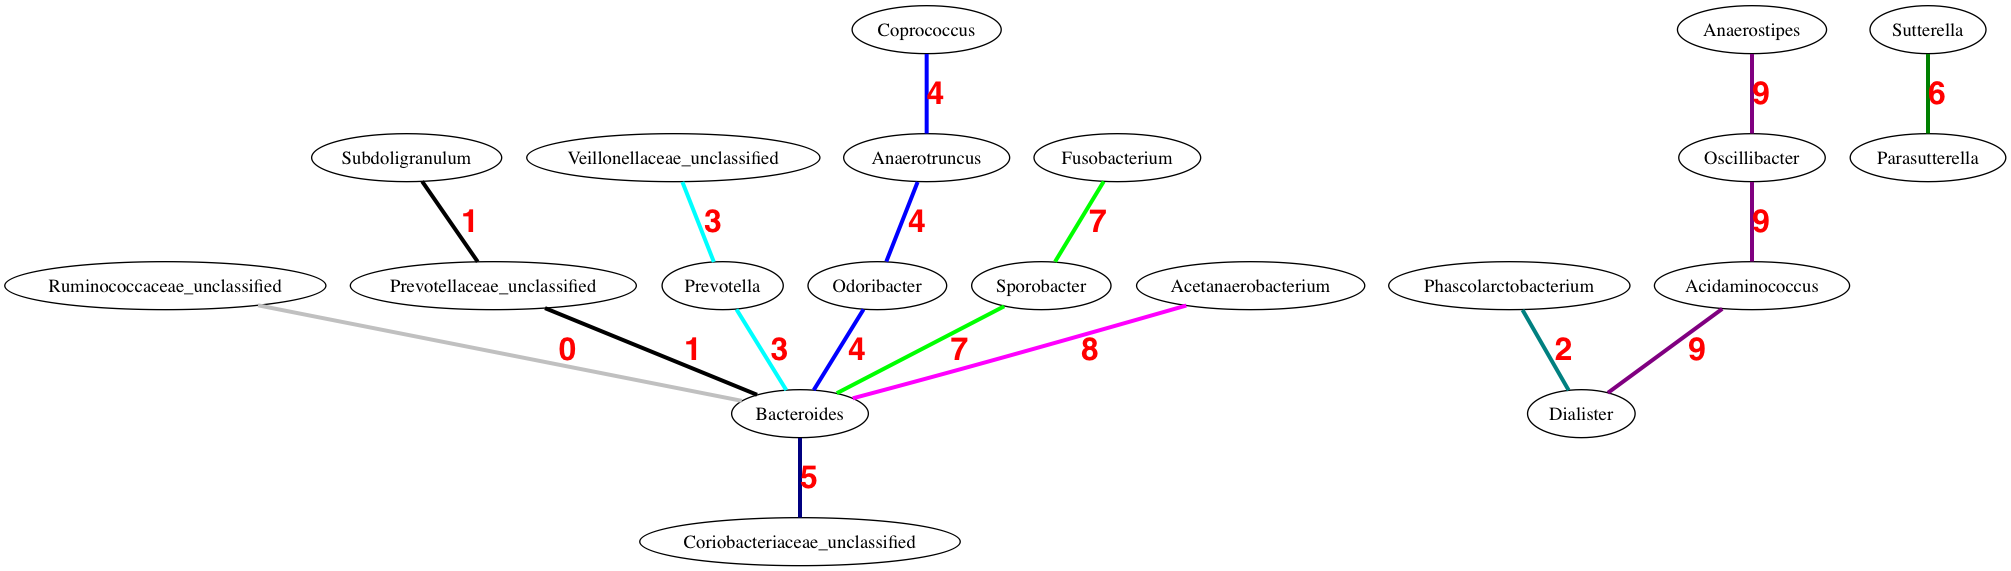 Coprococcus
Anaerostipes
Sutterella
4
9
6
Subdoligranulum
Veillonellaceae_unclassified
Anaerotruncus
Fusobacterium
Oscillibacter
Parasutterella
1
3
4
7
9
Ruminococcaceae_unclassified
Prevotellaceae_unclassified
Prevotella
Odoribacter
Sporobacter
Acetanaerobacterium
Phascolarctobacterium
Acidaminococcus
0
1
3
4
7
8
2
9
Bacteroides
Dialister
5
Coriobacteriaceae_unclassified